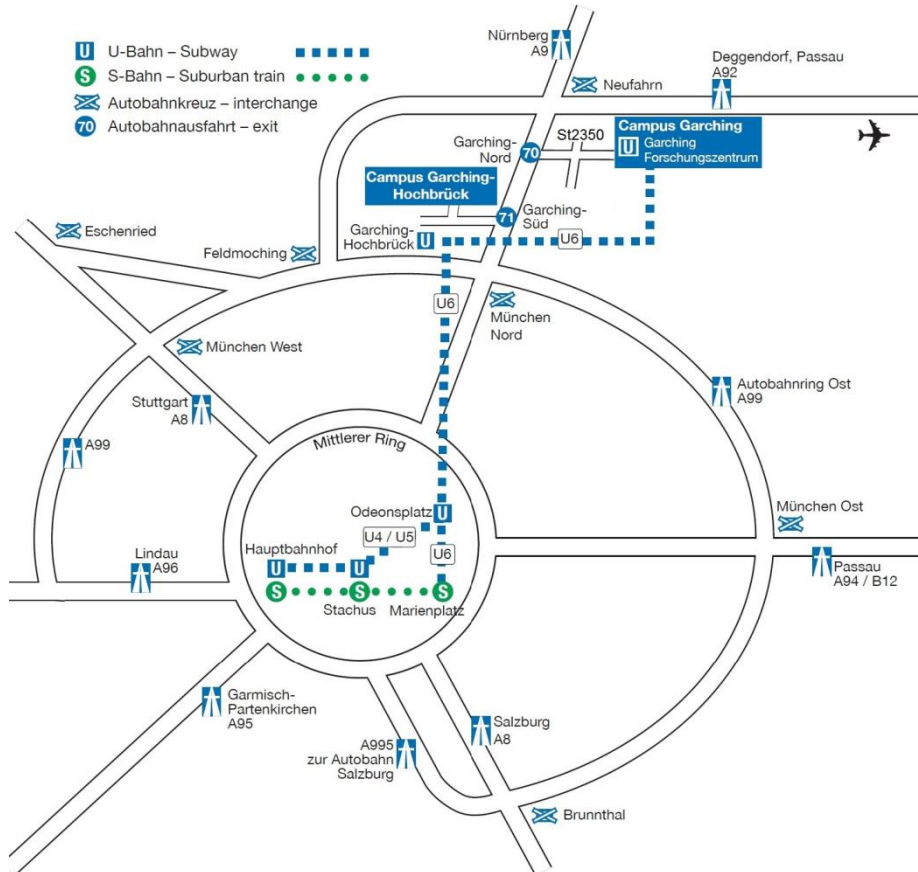 U U-Bahn – Subway
S S-Bahn – Suburban train
Autobahnkreuz – interchange
70 Autobahnausfahrt – exit
Nürnberg
A9
Neufahrn
Deggendorf, Passau
A92
Garching-
Nord
70
St2350
Campus Garching
U Garching
Forschungszentrum
Campus Garching-
Hochbrück
71
Garching-
Süd
Garching-
Hochbrück
U
U6
Eschenried
Feldmoching
U6
München
Nord
München West
Stuttgart
A8
Autobahnring Ost
A99
A99
Mittlerer Ring
München Ost
Odeonsplatz
U
U4 / U5
U6
Hauptbahnhof
U
U
Lindau
A96
Passau
A94 / B12
S
S
S
Stachus
Marienplatz
Garmisch-
Partenkirchen
A95
Salzburg
A8
A995
zur Autobahn
Salzburg
Brunnthal